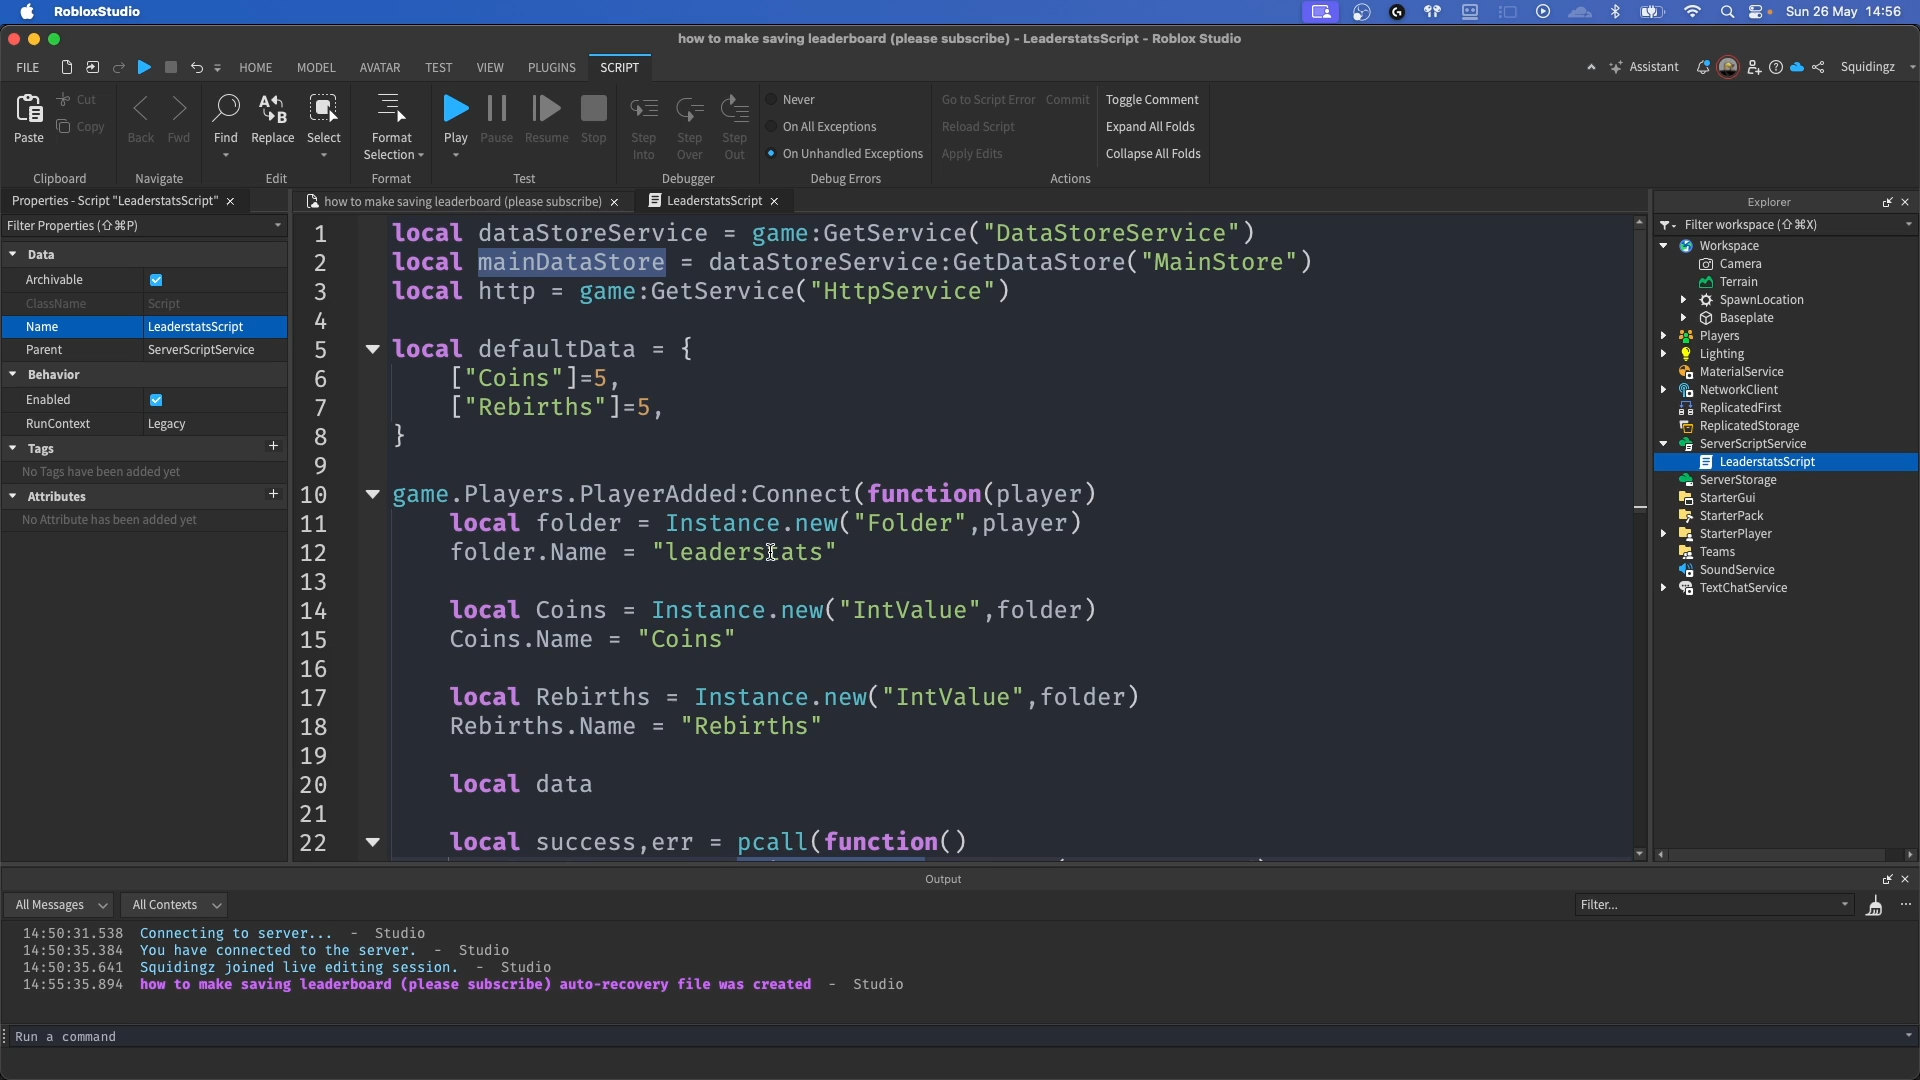 RobloxStudio
Sun 26 May 14:56
how to make saving leaderboard (please subscribe) - LeaderstatsScript - Roblox Studio
FILE
HOME
MODEL
AVATAR
TEST
VIEW
PLUGINS
SCRIPT
Assistant
Squidingz
Paste
Cut
Copy
Clipboard
Back
Fwd
Navigate
Find
Replace
Select
Edit
Format
Selection
Format
Play
Pause
Resume
Stop
Test
Step
Into
Step
Over
Step
Out
Debugger
Never
On All Exceptions
On Unhandled Exceptions
Debug Errors
Go to Script Error
Commit
Reload Script
Apply Edits
Toggle Comment
Expand All Folds
Collapse All Folds
Actions
Properties - Script "LeaderstatsScript"
Filter Properties (⇧⌘P)
Data
Archivable
ClassName Script
Name LeaderstatsScript
Parent ServerScriptService
Behavior
Enabled
RunContext Legacy
Tags
No Tags have been added yet
Attributes
No Attribute has been added yet
how to make saving leaderboard (please subscribe)
LeaderstatsScript
1 local dataStoreService = game:GetService("DataStoreService")
2 local mainDataStore = dataStoreService:GetDataStore("MainStore")
3 local http = game:GetService("HttpService")
4
5 local defaultData = {
6 ["Coins"]=5,
7 ["Rebirths"]=5,
8 }
9
10 game.Players.PlayerAdded:Connect(function(player)
11 local folder = Instance.new("Folder",player)
12 folder.Name = "leaderstats"
13
14 local Coins = Instance.new("IntValue",folder)
15 Coins.Name = "Coins"
16
17 local Rebirths = Instance.new("IntValue",folder)
18 Rebirths.Name = "Rebirths"
19
20 local data
21
22 local success,err = pcall(function()
Explorer
Filter workspace (⇧⌘X)
Workspace
Camera
Terrain
SpawnLocation
Baseplate
Players
Lighting
MaterialService
NetworkClient
ReplicatedFirst
ReplicatedStorage
ServerScriptService
LeaderstatsScript
ServerStorage
StarterGui
StarterPack
StarterPlayer
Teams
SoundService
TextChatService
Output
All Messages
All Contexts
Filter...
14:50:31.538 Connecting to server... - Studio
14:50:35.384 You have connected to the server. - Studio
14:50:35.641 Squidingz joined live editing session. - Studio
14:55:35.894 how to make saving leaderboard (please subscribe) auto-recovery file was created - Studio
Run a command